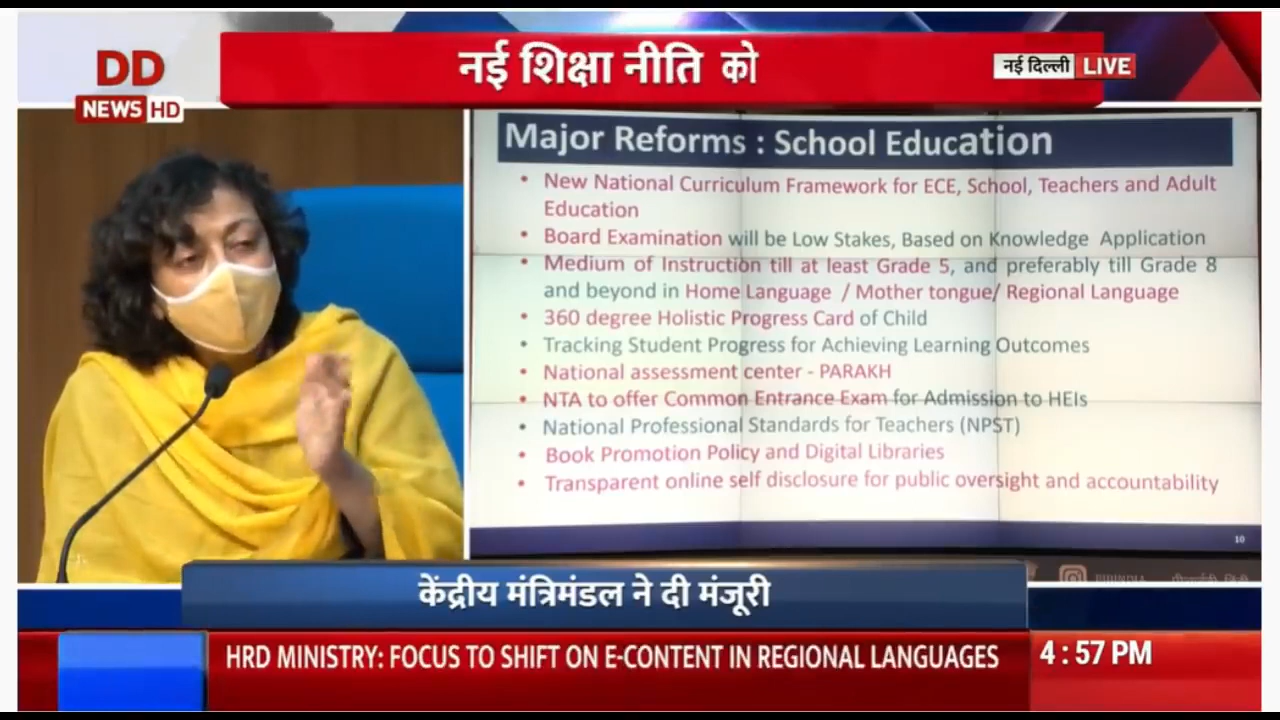 DD
NEWS HD
नई शिक्षा नीति को
नई दिल्ली LIVE
Major Reforms : School Education
• New National Curriculum Framework for ECE, School, Teachers and Adult
Education
• Board Examination will be Low Stakes, Based on Knowledge Application
• Medium of Instruction till at least Grade 5, and preferably till Grade 8
and beyond in Home Language / Mother tongue/ Regional Language
• 360 degree Holistic Progress Card of Child
• Tracking Student Progress for Achieving Learning Outcomes
• National assessment center - PARAKH
• NTA to offer Common Entrance Exam for Admission to HEIs
• National Professional Standards for Teachers (NPST)
• Book Promotion Policy and Digital Libraries
• Transparent online self disclosure for public oversight and accountability
10
केंद्रीय मंत्रिमंडल ने दी मंजूरी
HRD MINISTRY: FOCUS TO SHIFT ON E-CONTENT IN REGIONAL LANGUAGES
4:57 PM